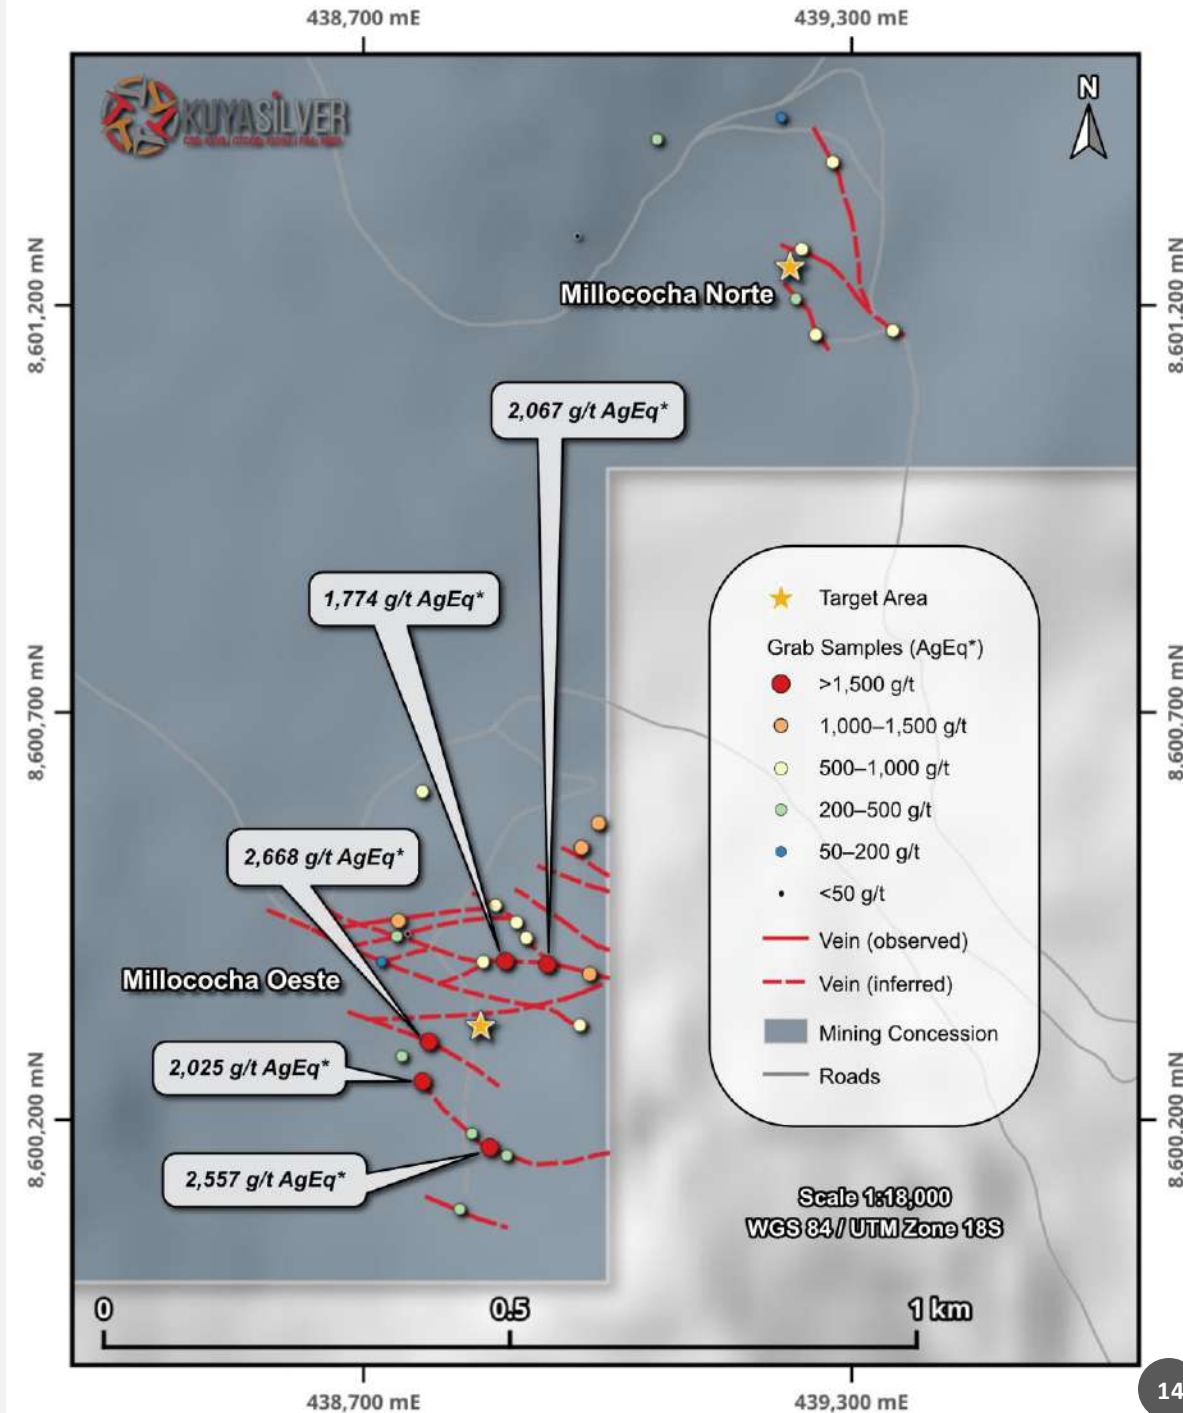 438,700 mE
439,300 mE
KUYASILVER
N
8,601,200 mN
8,601,200 mN
Millococha Norte
2,067 g/t AgEq*
1,774 g/t AgEq*
Target Area
Grab Samples (AgEq*)
>1,500 g/t
1,000–1,500 g/t
500–1,000 g/t
200–500 g/t
50–200 g/t
<50 g/t
Vein (observed)
Vein (inferred)
Mining Concession
Roads
8,600,700 mN
8,600,700 mN
2,668 g/t AgEq*
Millococha Oeste
2,025 g/t AgEq*
2,557 g/t AgEq*
8,600,200 mN
8,600,200 mN
Scale 1:18,000
WGS 84 / UTM Zone 18S
0
0.5
1 km
438,700 mE
439,300 mE
14